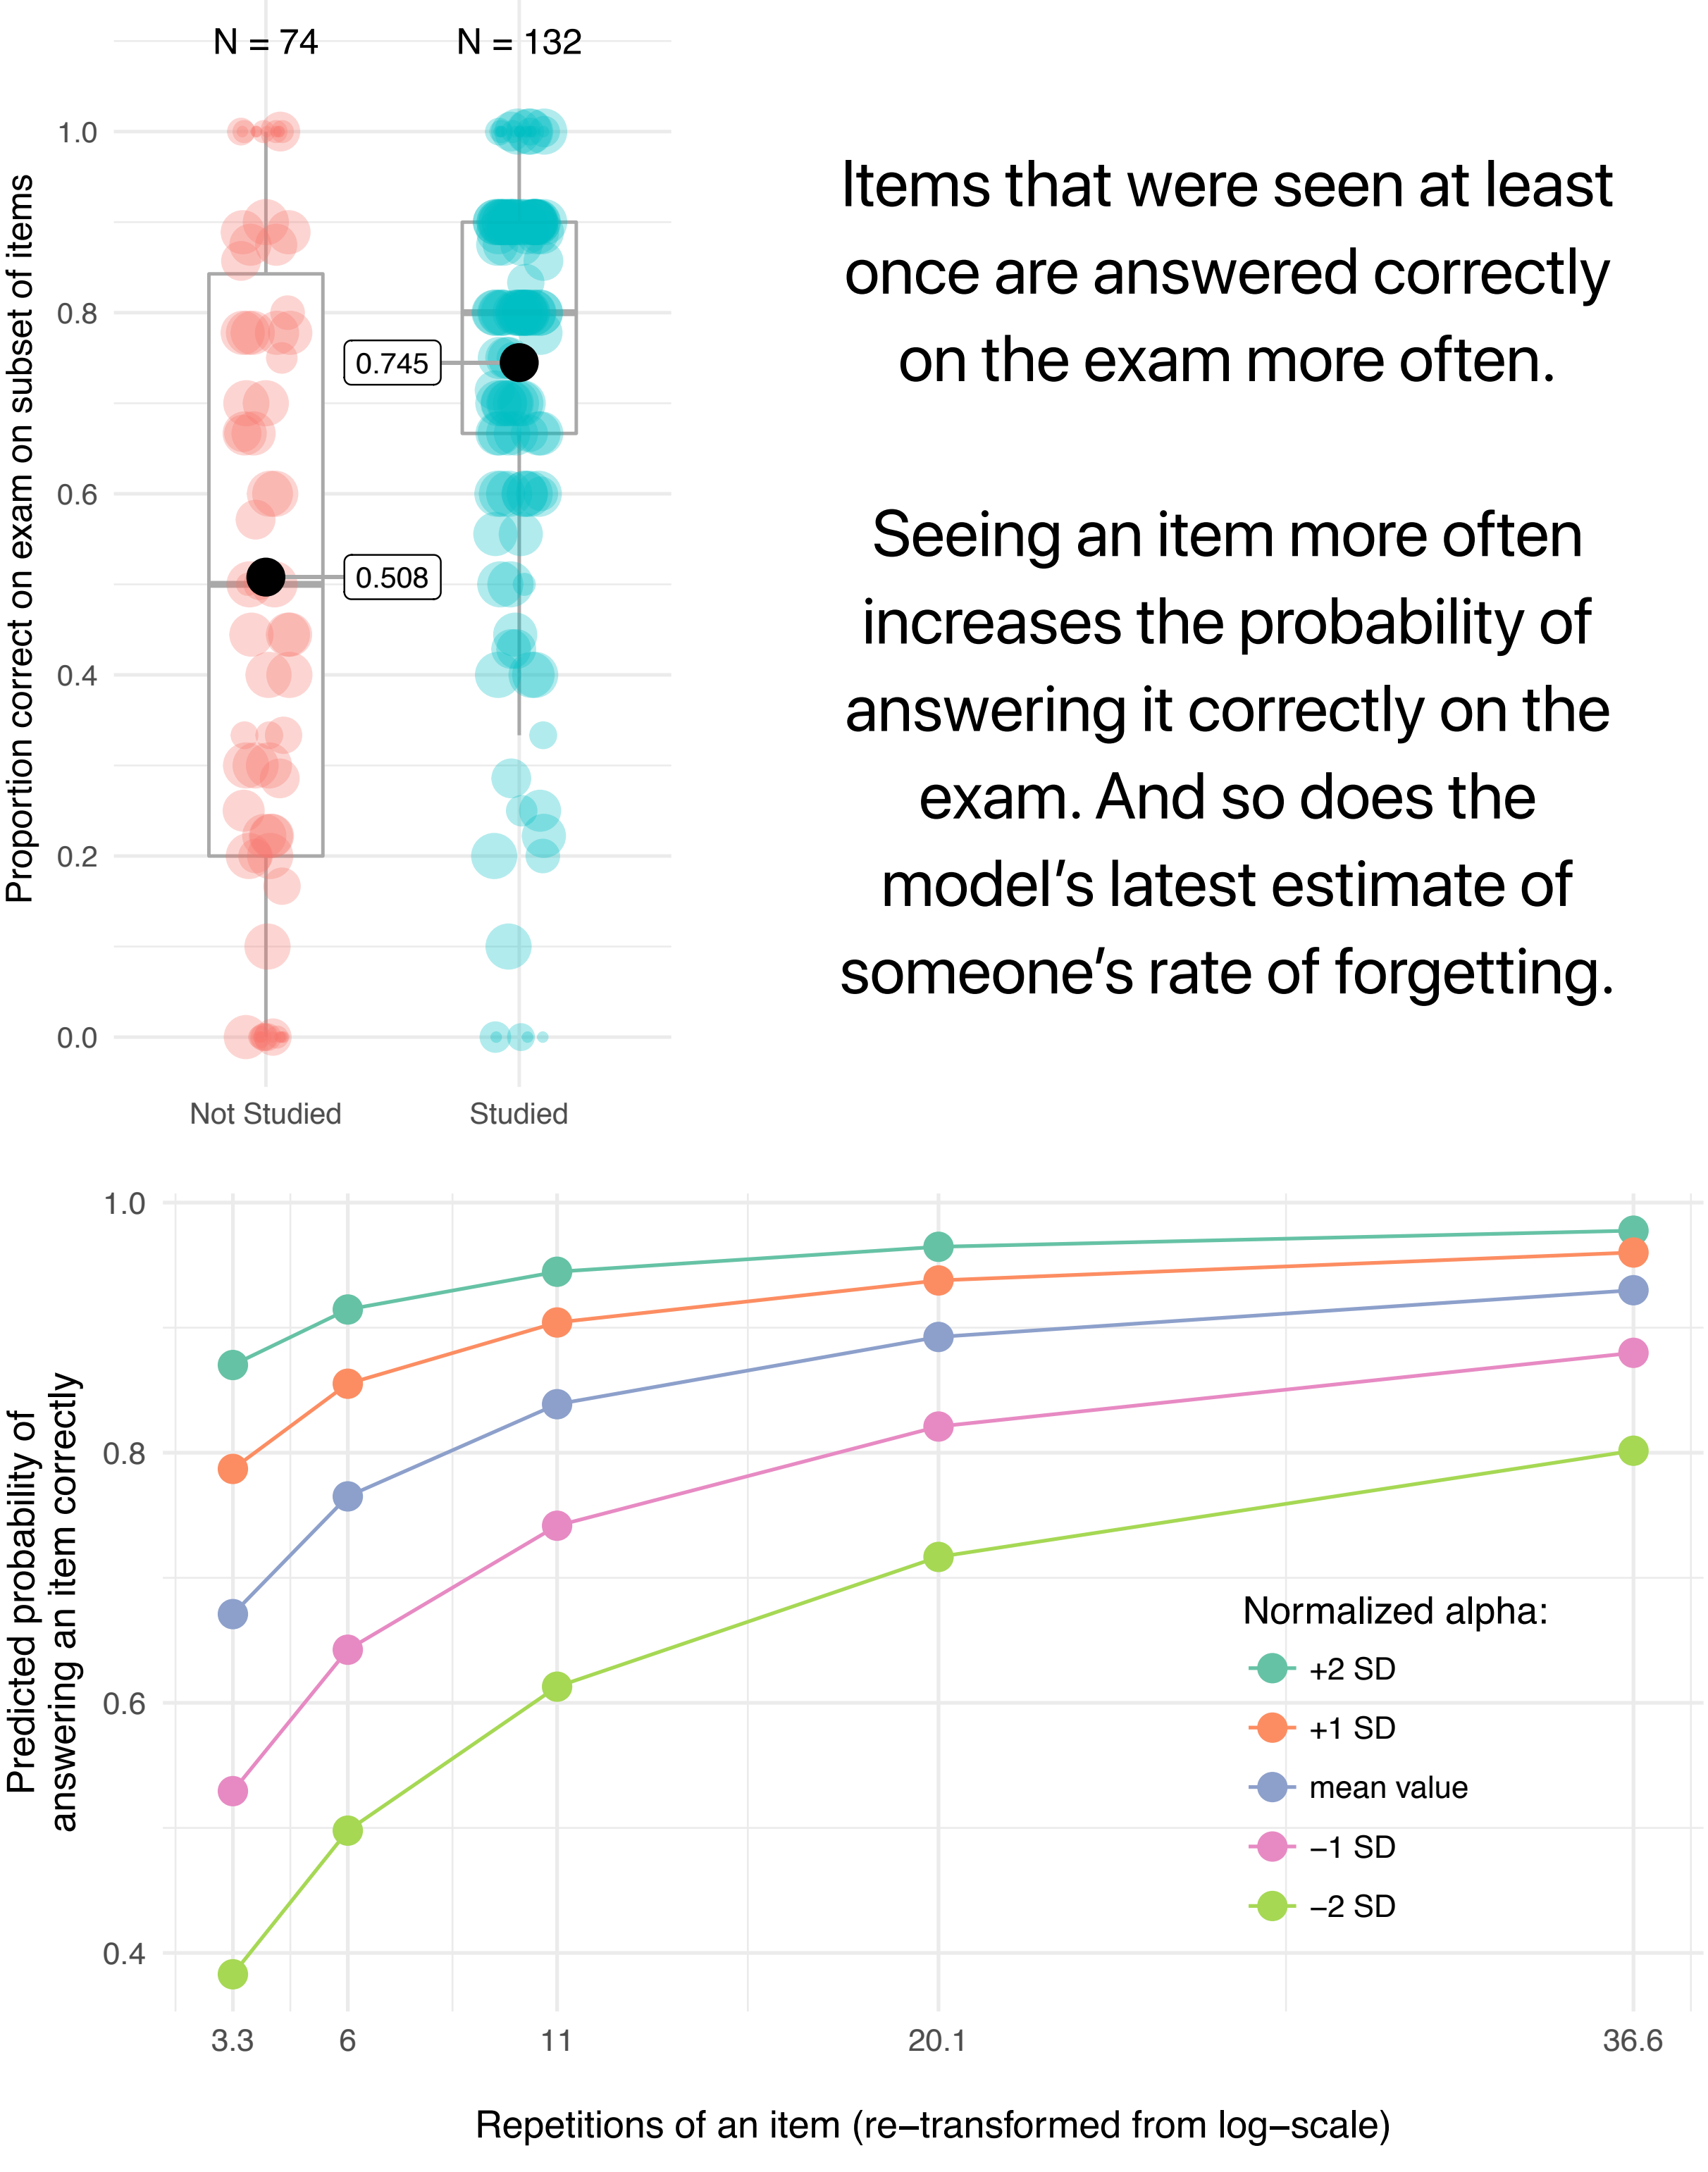 N = 74
N = 132
Proportion correct on exam on subset of items
1.0
0.8
0.6
0.4
0.2
0.0
0.745
0.508
Not Studied
Studied
Items that were seen at least
once are answered correctly
on the exam more often.
Seeing an item more often
increases the probability of
answering it correctly on the
exam. And so does the
model’s latest estimate of
someone’s rate of forgetting.
Predicted probability of
answering an item correctly
1.0
0.8
0.6
0.4
Normalized alpha:
+2 SD
+1 SD
mean value
−1 SD
−2 SD
3.3
6
11
20.1
36.6
Repetitions of an item (re−transformed from log−scale)